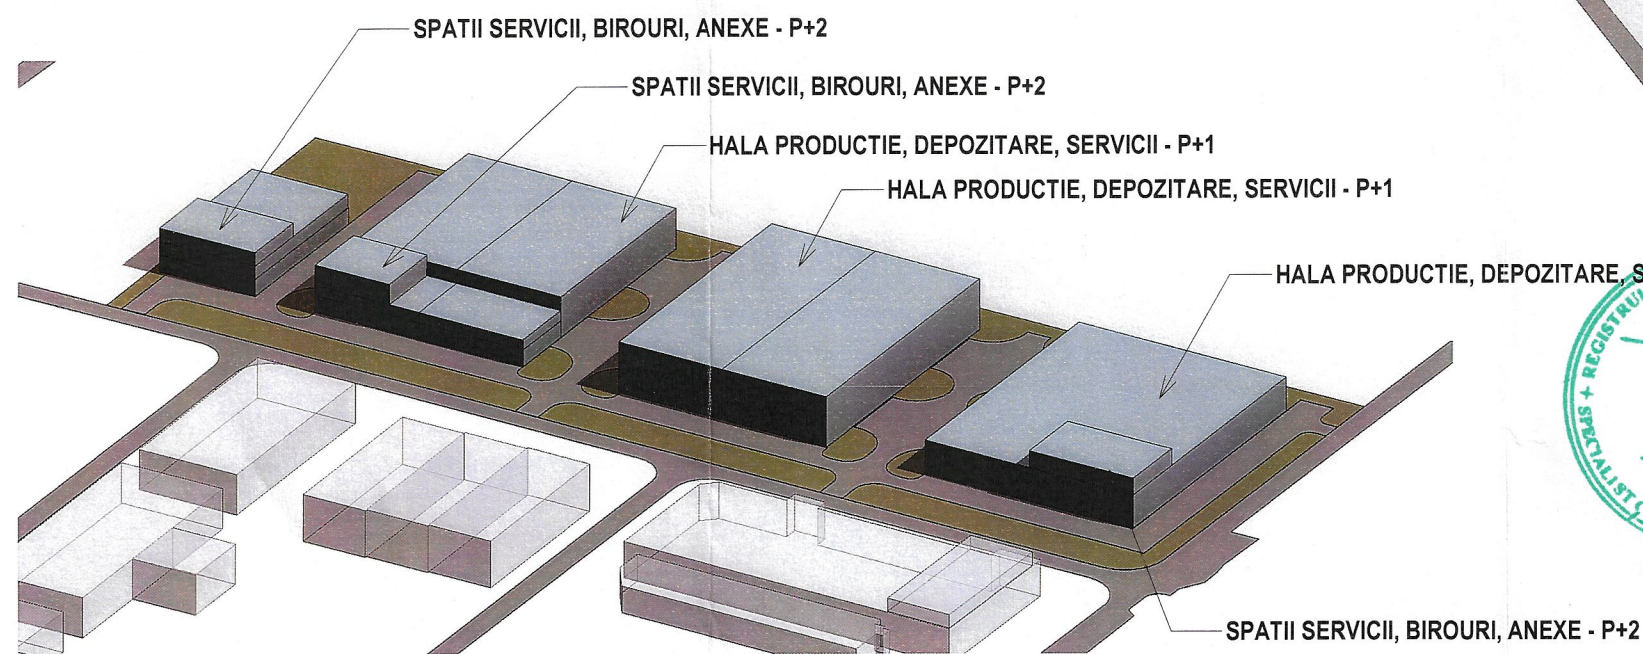 SPATII SERVICII, BIROURI, ANEXE - P+2
SPATII SERVICII, BIROURI, ANEXE - P+2
HALA PRODUCTIE, DEPOZITARE, SERVICII - P+1
HALA PRODUCTIE, DEPOZITARE, SERVICII - P+1
HALA PRODUCTIE, DEPOZITARE, S
SPATII SERVICII, BIROURI, ANEXE - P+2